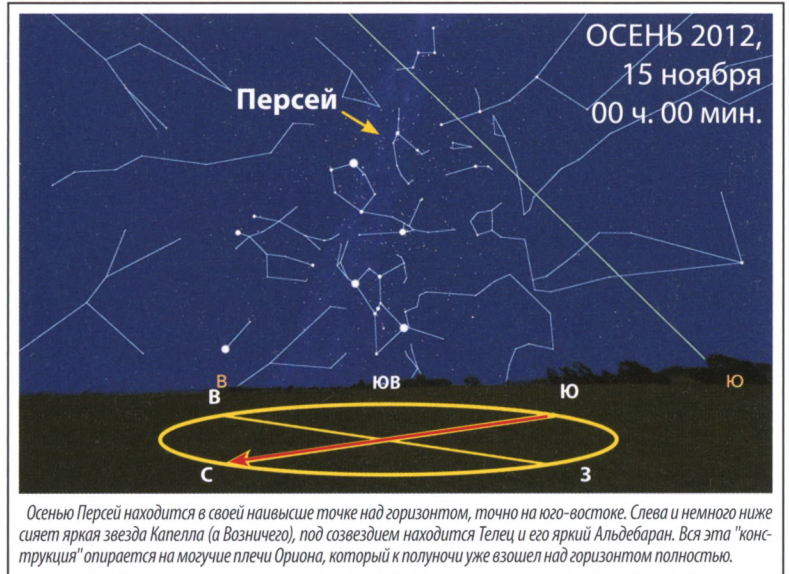 ОСЕНЬ 2012,
15 ноября
00 ч. 00 мин.
Персей
В
ЮВ
Ю
В
Ю
С
З
Осенью Персей находится в своей наивысше точке над горизонтом, точно на юго-востоке. Слева и немного ниже
сияет яркая звезда Капелла (а Возничего), под созвездием находится Телец и его яркий Альдебаран. Вся эта "конс-
трукция" опирается на могучие плечи Ориона, который к полуночи уже взошел над горизонтом полностью.